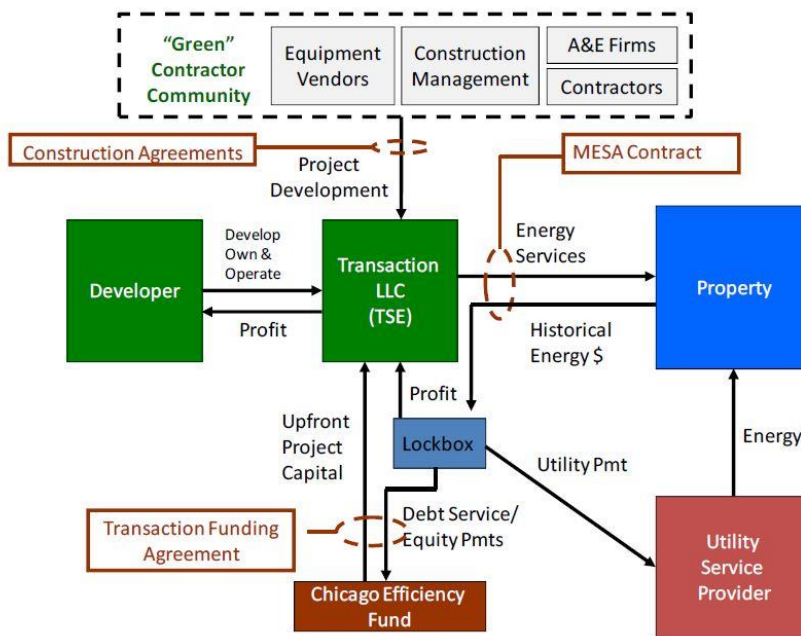 “Green”
Contractor
Community
Equipment
Vendors
Construction
Management
A&E Firms
Contractors
Construction Agreements
Project
Development
MESA Contract
Developer
Develop
Own &
Operate
Profit
Transaction
LLC
(TSE)
Energy
Services
Historical
Energy $
Property
Upfront
Project
Capital
Profit
Lockbox
Utility Pmt
Energy
Transaction Funding
Agreement
Debt Service/
Equity Pmts
Chicago Efficiency
Fund
Utility
Service
Provider